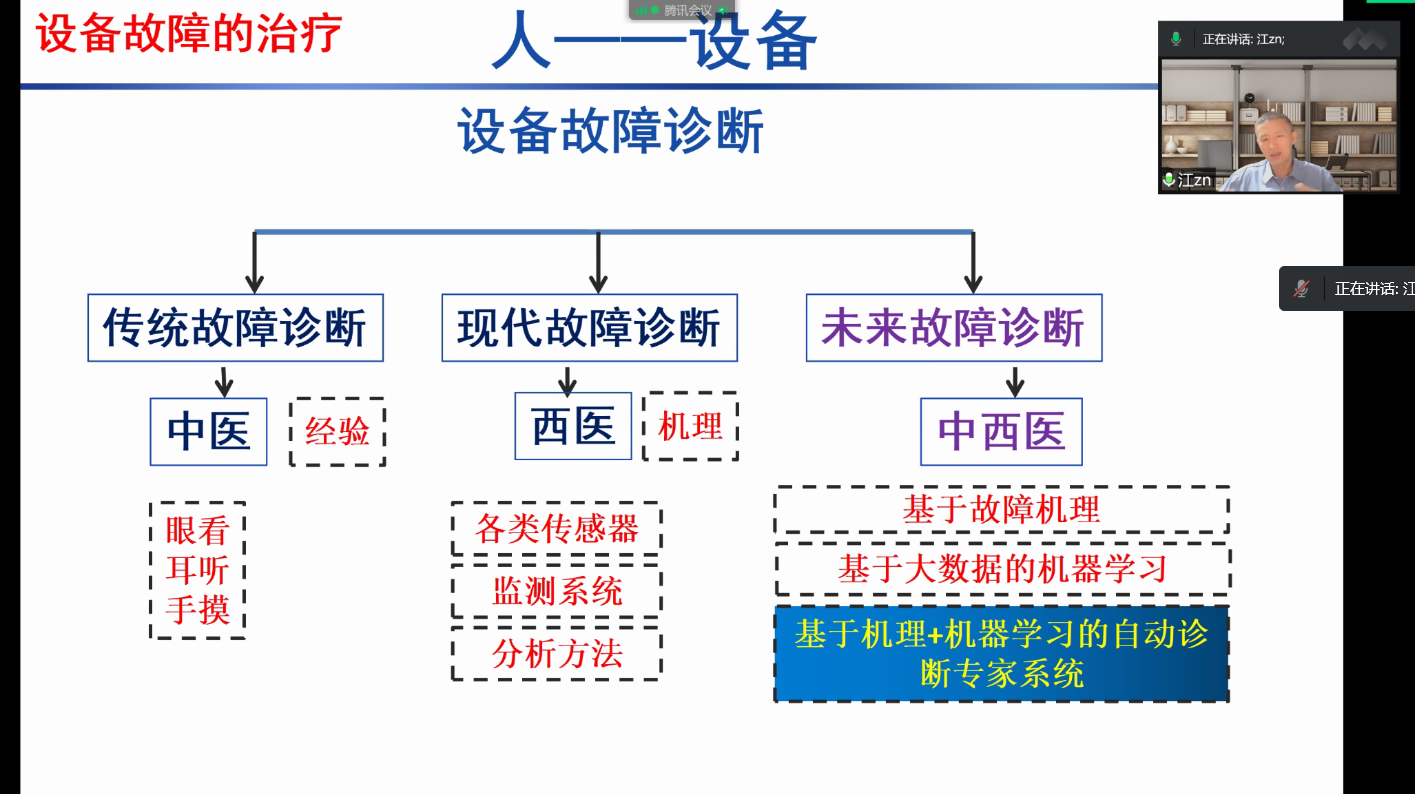 腾讯会议
设备故障的治疗
人——设备
正在讲话: 江zn;
江zn
设备故障诊断
正在讲话: 江
传统故障诊断
现代故障诊断
未来故障诊断
中医
经验
西医
机理
中西医
眼看
耳听
手摸
各类传感器
监测系统
分析方法
基于故障机理
基于大数据的机器学习
基于机理+机器学习的自动诊
断专家系统